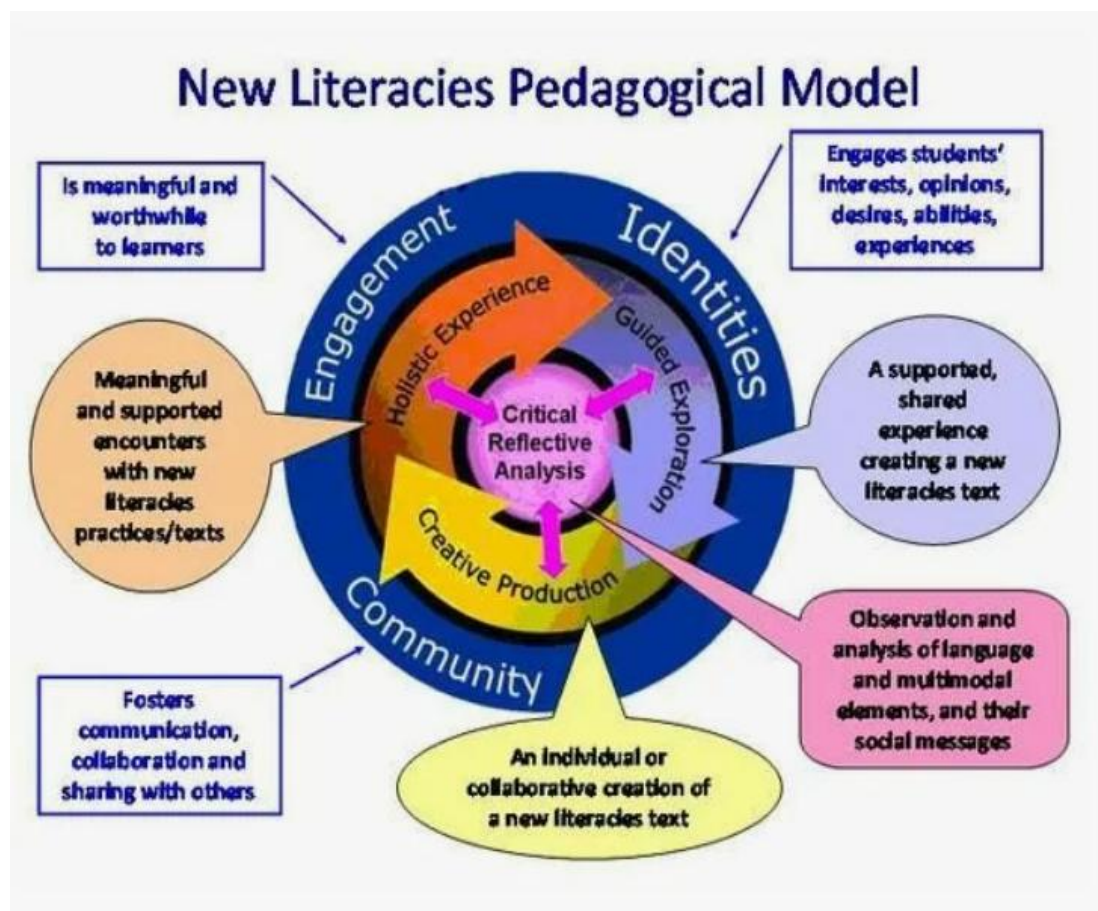 New Literacies Pedagogical Model
Is meaningful and
worthwhile
to learners
Engages students'
interests, opinions,
desires, abilities,
experiences
Engagement
Identities
Community
Holistic Experience
Guided Exploration
Creative Production
Critical
Reflective
Analysis
Meaningful
and supported
encounters
with new
literacies
practices/texts
A supported,
shared
experience
creating a new
literacies text
Observation and
analysis of language
and multimodal
elements, and their
social messages
Fosters
communication,
collaboration and
sharing with others
An individual or
collaborative creation of
a new literacies text